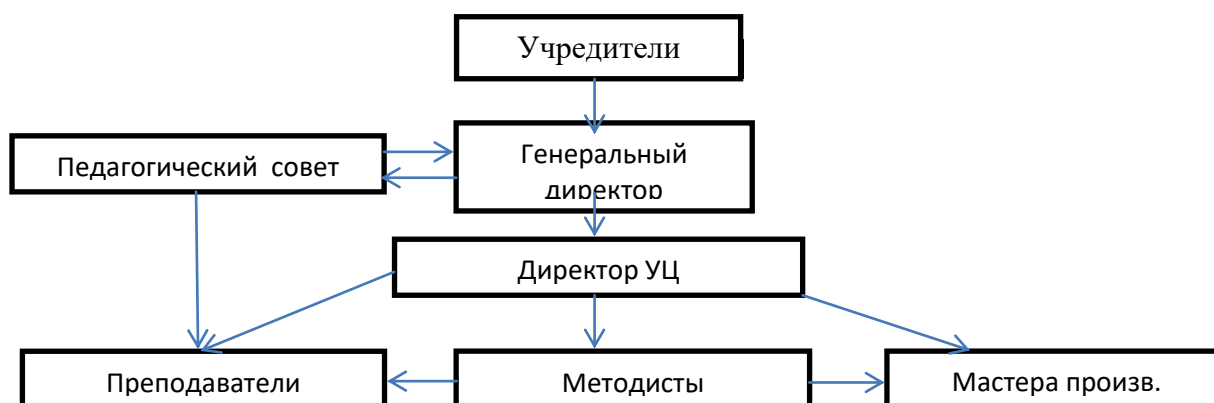 Учредители
Педагогический совет
Генеральный
директор
Директор УЦ
Преподаватели
Методисты
Мастера произв.